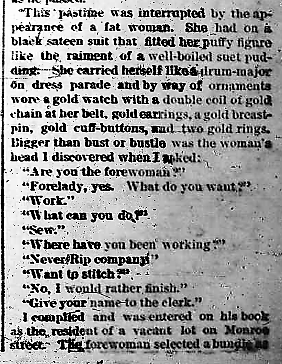 "This pastime was interrupted by the ap-
pearance of a fat woman. She had on a
black sateen suit that fitted her puffy figure
like the raiment of a well-boiled suet pud-
ding. She carried herself like a drum-major
on dress parade and by way of ornaments
wore a gold watch with a double coil of gold
chain at her belt, gold earrings, a gold breast-
pin, gold cuff-buttons, and two gold rings.
Bigger than bust or bustle was the woman's
head I discovered when I asked:
"Are you the forewoman?"
"Forelady, yes. What do you want?"
"Work."
"What can you do?"
"Sew."
"Where have you been working?"
"Never Rip company."
"Want to stitch?"
"No, I would rather finish."
"Give your name to the clerk."
I complied and was entered on his book
as the resident of a vacant lot on Monroe
street. The forewoman selected a bundle